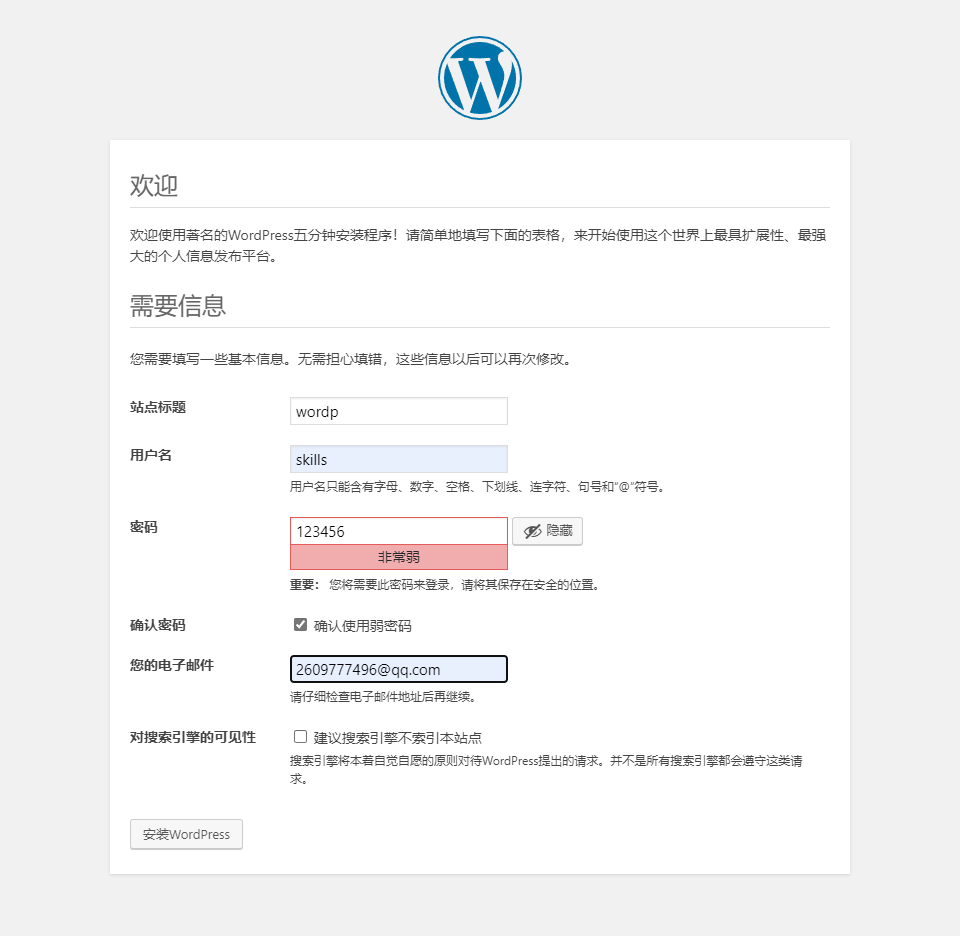 欢迎
欢迎使用著名的WordPress五分钟安装程序！请简单地填写下面的表格，来开始使用这个世界上最具扩展性、最强
大的个人信息发布平台。
需要信息
您需要填写一些基本信息。无需担心填错，这些信息以后可以再次修改。
站点标题 wordp
用户名 skills
用户名只能含有字母、数字、空格、下划线、连字符、句号和“@”符号。
密码 123456 隐藏
非常弱
重要： 您将需要此密码来登录，请将其保存在安全的位置。
确认密码 确认使用弱密码
您的电子邮件 2609777496@qq.com
请仔细检查电子邮件地址后再继续。
对搜索引擎的可见性 建议搜索引擎不索引本站点
搜索引擎将本着自觉自愿的原则对待WordPress提出的请求。并不是所有搜索引擎都会遵守这类请
求。
安装WordPress